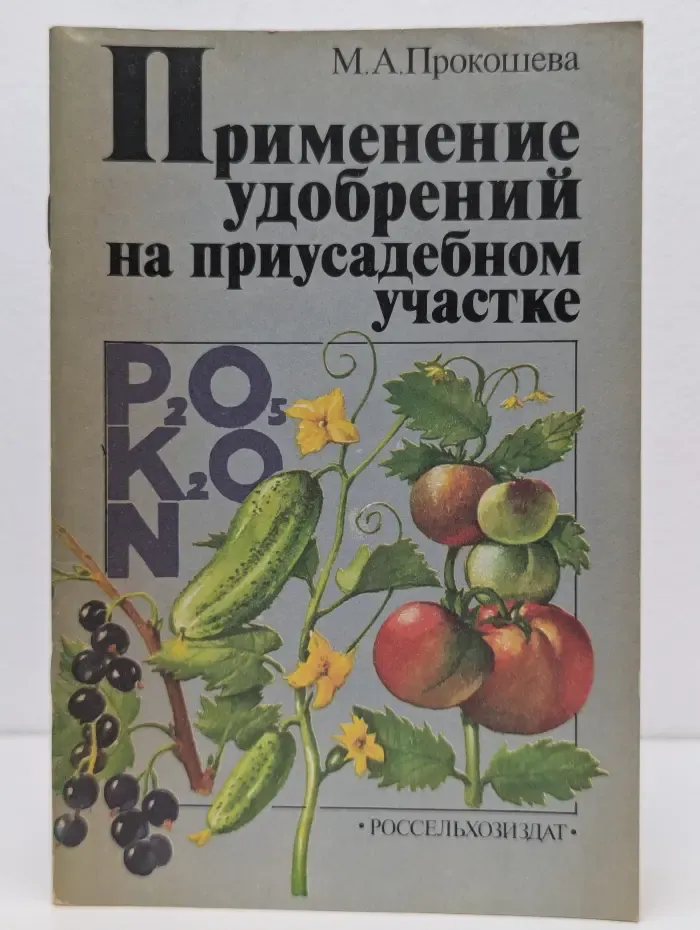 М.А.Прокошева
Применение
удобрений
на приусадебном
участке
P₂O₅
K₂O
N
• РОССЕЛЬХОЗИЗДАТ •